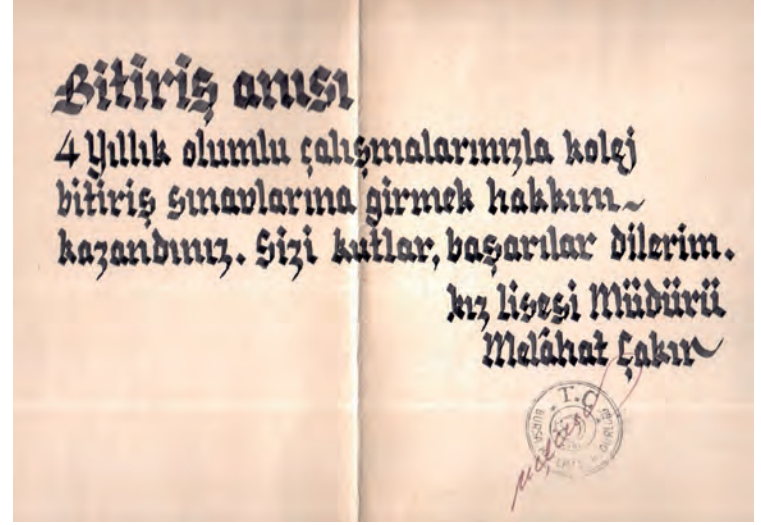 Bitiriş anısı
4 Yıllık olumlu çalışmalarınızla kolej
bitiriş sınavlarına girmek hakkını
kazandınız. Sizi kutlar, başarılar dilerim.
Kız Lisesi Müdürü
Melâhat Çakır
T.C.
BURSA